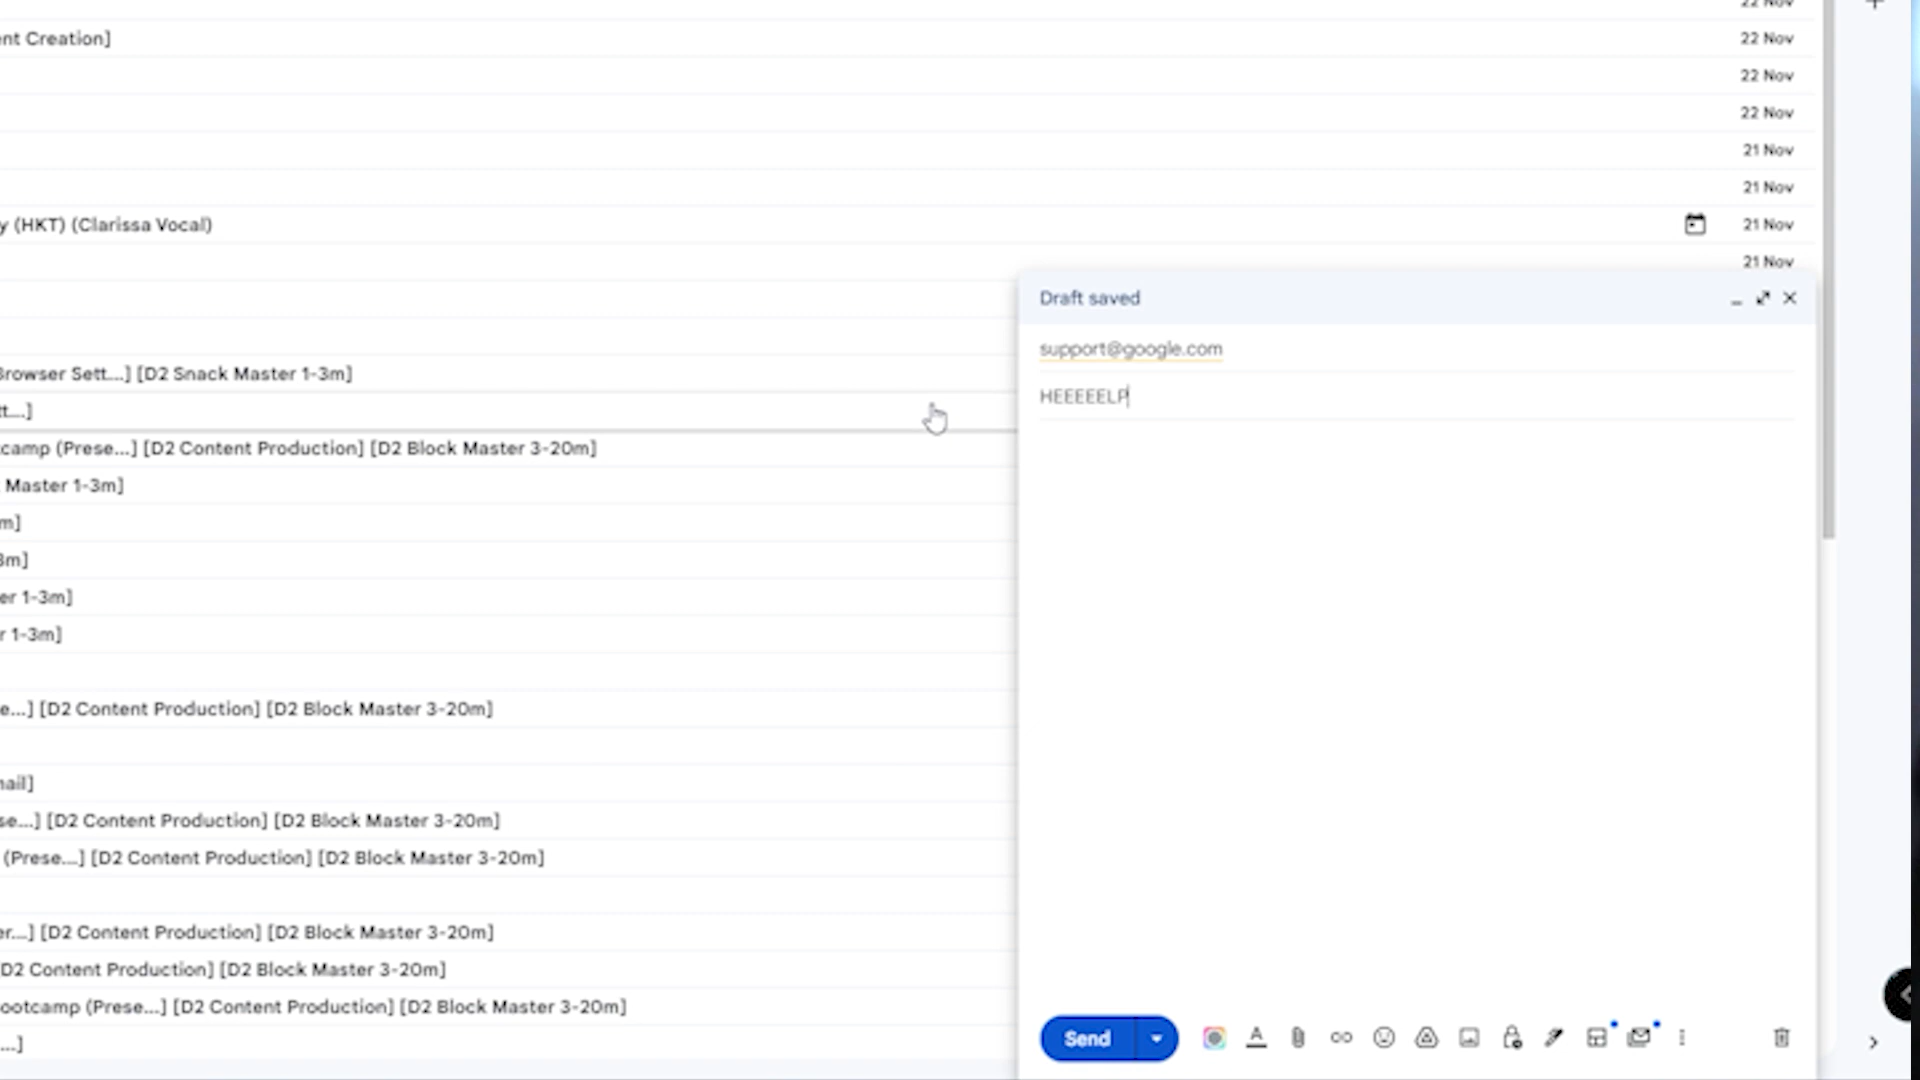 22 Nov
ent Creation]
22 Nov
22 Nov
22 Nov
21 Nov
21 Nov
y (HKT) (Clarissa Vocal)
21 Nov
21 Nov
Draft saved
support@google.com
Browser Sett...] [D2 Snack Master 1-3m]
HEEEEELP
tt...]
camp (Prese...] [D2 Content Production] [D2 Block Master 3-20m]
Master 1-3m]
m]
3m]
er 1-3m]
r 1-3m]
e...] [D2 Content Production] [D2 Block Master 3-20m]
nail]
se...] [D2 Content Production] [D2 Block Master 3-20m]
(Prese...] [D2 Content Production] [D2 Block Master 3-20m]
er...] [D2 Content Production] [D2 Block Master 3-20m]
[D2 Content Production] [D2 Block Master 3-20m]
ootcamp (Prese...] [D2 Content Production] [D2 Block Master 3-20m]
...]
Send